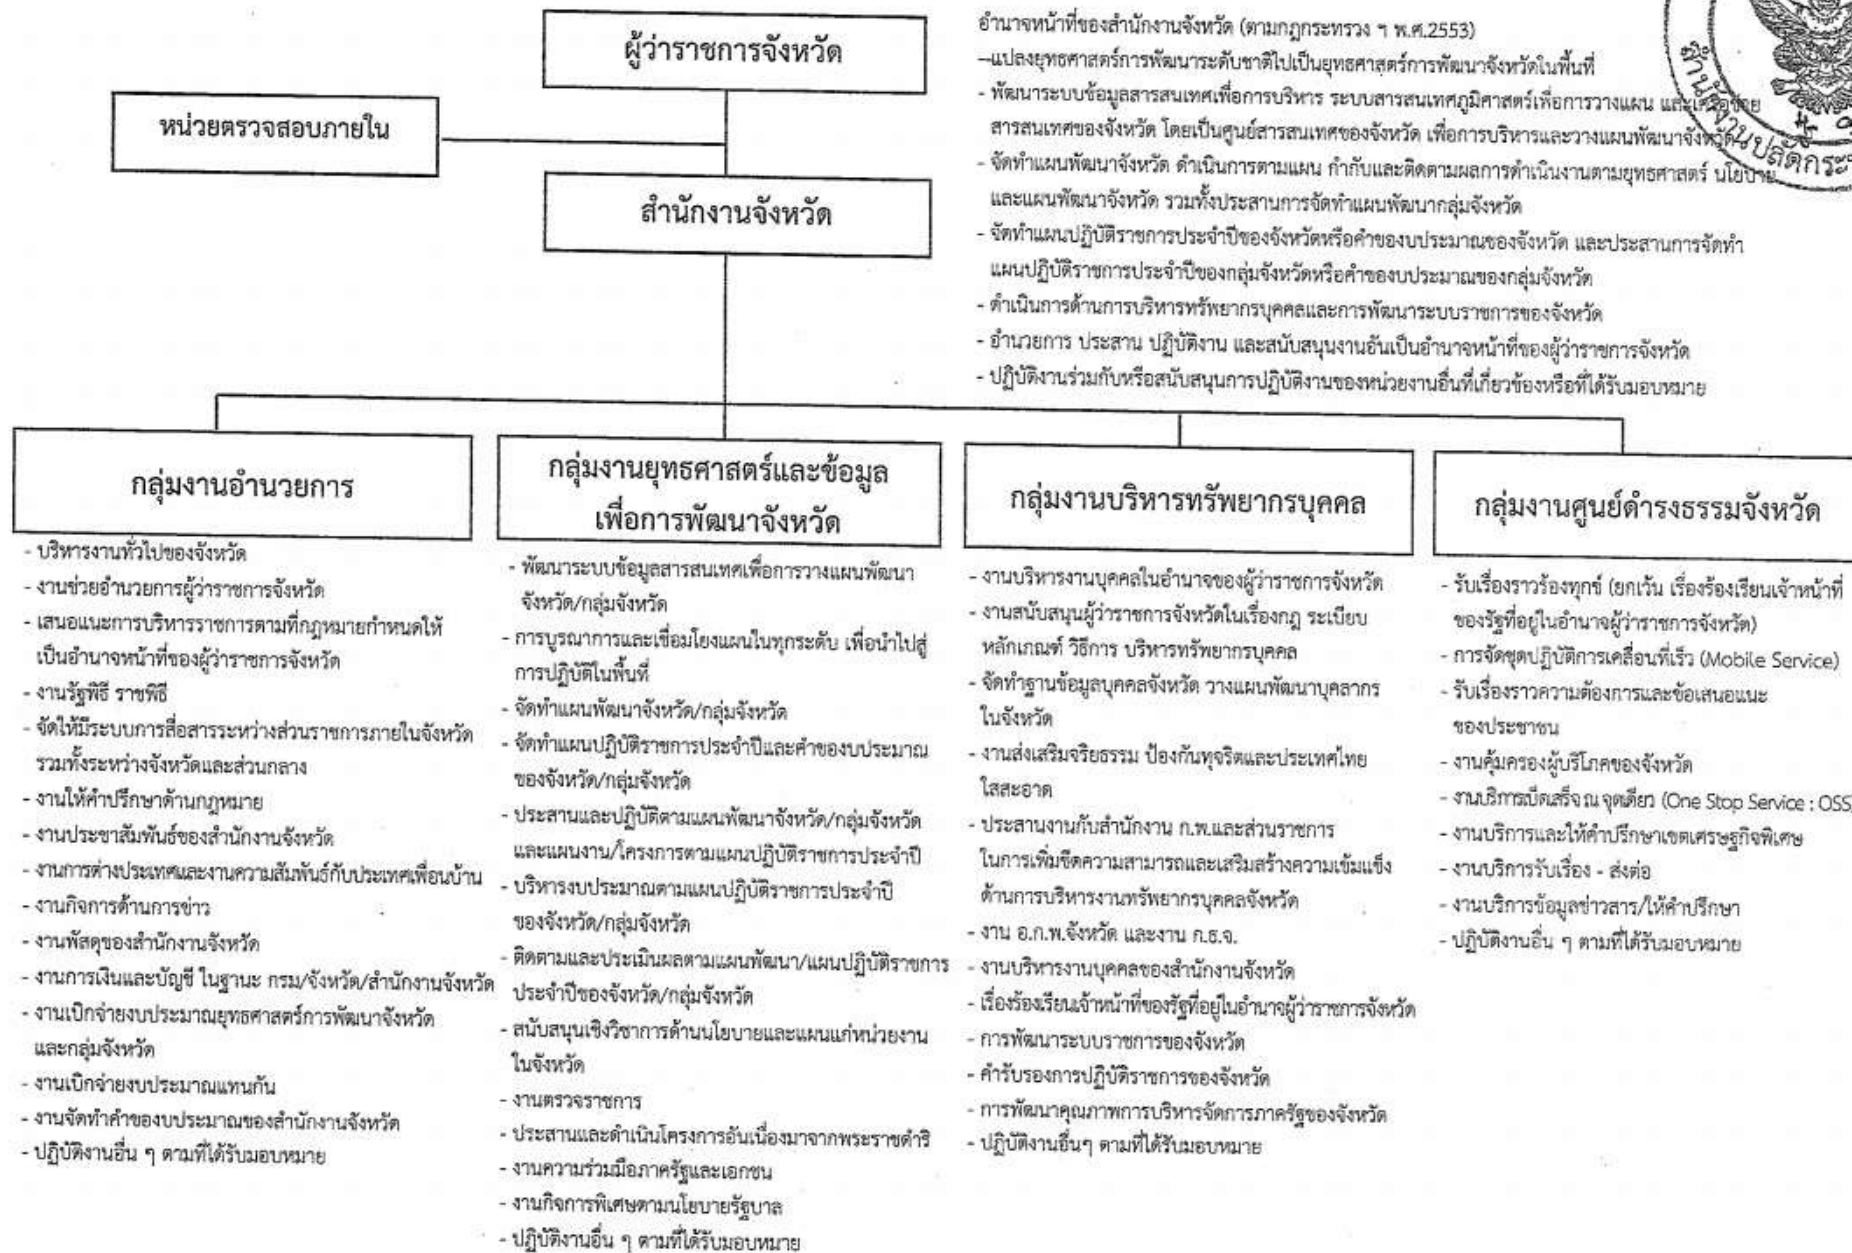 ผู้ว่าราชการจังหวัด
หน่วยตรวจสอบภายใน
สำนักงานจังหวัด
อำนาจหน้าที่ของสำนักงานจังหวัด (ตามกฎกระทรวง ฯ พ.ศ.2553)
-แปลงยุทธศาสตร์การพัฒนาระดับชาติไปเป็นยุทธศาสตร์การพัฒนาจังหวัดในพื้นที่
- พัฒนาระบบข้อมูลสารสนเทศเพื่อการบริหาร ระบบสารสนเทศภูมิศาสตร์เพื่อการวางแผน และเครือข่าย
สารสนเทศของจังหวัด โดยเป็นศูนย์สารสนเทศของจังหวัด เพื่อการบริหารและวางแผนพัฒนาจังหวัด
- จัดทำแผนพัฒนาจังหวัด ดำเนินการตามแผน กำกับและติดตามผลการดำเนินงานตามยุทธศาสตร์ นโยบาย
และแผนพัฒนาจังหวัด รวมทั้งประสานการจัดทำแผนพัฒนากลุ่มจังหวัด
- จัดทำแผนปฏิบัติราชการประจำปีของจังหวัดหรือคำของบประมาณของจังหวัด และประสานการจัดทำ
แผนปฏิบัติราชการประจำปีของกลุ่มจังหวัดหรือคำของบประมาณของกลุ่มจังหวัด
- ดำเนินการด้านการบริหารทรัพยากรบุคคลและการพัฒนาระบบราชการของจังหวัด
- อำนวยการ ประสาน ปฏิบัติงาน และสนับสนุนงานอันเป็นอำนาจหน้าที่ของผู้ว่าราชการจังหวัด
- ปฏิบัติงานร่วมกับหรือสนับสนุนการปฏิบัติงานของหน่วยงานอื่นที่เกี่ยวข้องหรือที่ได้รับมอบหมาย
สำนักงานปลัดกระ
กลุ่มงานอำนวยการ
- บริหารงานทั่วไปของจังหวัด
- งานช่วยอำนวยการผู้ว่าราชการจังหวัด
- เสนอแนะการบริหารราชการตามที่กฎหมายกำหนดให้
เป็นอำนาจหน้าที่ของผู้ว่าราชการจังหวัด
- งานรัฐพิธี ราชพิธี
- จัดให้มีระบบการสื่อสารระหว่างส่วนราชการภายในจังหวัด
รวมทั้งระหว่างจังหวัดและส่วนกลาง
- งานให้คำปรึกษาด้านกฎหมาย
- งานประชาสัมพันธ์ของสำนักงานจังหวัด
- งานการต่างประเทศและงานความสัมพันธ์กับประเทศเพื่อนบ้าน
- งานกิจการด้านการข่าว
- งานพัสดุของสำนักงานจังหวัด
- งานการเงินและบัญชี ในฐานะ กรม/จังหวัด/สำนักงานจังหวัด
- งานเบิกจ่ายงบประมาณยุทธศาสตร์การพัฒนาจังหวัด
และกลุ่มจังหวัด
- งานเบิกจ่ายงบประมาณแทนกัน
- งานจัดทำคำของบประมาณของสำนักงานจังหวัด
- ปฏิบัติงานอื่น ๆ ตามที่ได้รับมอบหมาย
กลุ่มงานยุทธศาสตร์และข้อมูล
เพื่อการพัฒนาจังหวัด
- พัฒนาระบบข้อมูลสารสนเทศเพื่อการวางแผนพัฒนา
จังหวัด/กลุ่มจังหวัด
- การบูรณาการและเชื่อมโยงแผนในทุกระดับ เพื่อนำไปสู่
การปฏิบัติในพื้นที่
- จัดทำแผนพัฒนาจังหวัด/กลุ่มจังหวัด
- จัดทำแผนปฏิบัติราชการประจำปีและคำของบประมาณ
ของจังหวัด/กลุ่มจังหวัด
- ประสานและปฏิบัติตามแผนพัฒนาจังหวัด/กลุ่มจังหวัด
และแผนงาน/โครงการตามแผนปฏิบัติราชการประจำปี
- บริหารงบประมาณตามแผนปฏิบัติราชการประจำปี
ของจังหวัด/กลุ่มจังหวัด
- ติดตามและประเมินผลตามแผนพัฒนา/แผนปฏิบัติราชการ
ประจำปีของจังหวัด/กลุ่มจังหวัด
- สนับสนุนเชิงวิชาการด้านนโยบายและแผนแก่หน่วยงาน
ในจังหวัด
- งานตรวจราชการ
- ประสานและดำเนินโครงการอันเนื่องมาจากพระราชดำริ
- งานความร่วมมือภาครัฐและเอกชน
- งานกิจการพิเศษตามนโยบายรัฐบาล
- ปฏิบัติงานอื่น ๆ ตามที่ได้รับมอบหมาย
กลุ่มงานบริหารทรัพยากรบุคคล
- งานบริหารงานบุคคลในอำนาจของผู้ว่าราชการจังหวัด
- งานสนับสนุนผู้ว่าราชการจังหวัดในเรื่องกฎ ระเบียบ
หลักเกณฑ์ วิธีการ บริหารทรัพยากรบุคคล
- จัดทำฐานข้อมูลบุคคลจังหวัด วางแผนพัฒนาบุคลากร
ในจังหวัด
- งานส่งเสริมจริยธรรม ป้องกันทุจริตและประเทศไทย
ใสสะอาด
- ประสานงานกับสำนักงาน ก.พ.และส่วนราชการ
ในการเพิ่มขีดความสามารถและเสริมสร้างความเข้มแข็ง
ด้านการบริหารงานทรัพยากรบุคคลจังหวัด
- งาน อ.ก.พ.จังหวัด และงาน ก.ธ.จ.
- งานบริหารงานบุคคลของสำนักงานจังหวัด
- เรื่องร้องเรียนเจ้าหน้าที่ของรัฐที่อยู่ในอำนาจผู้ว่าราชการจังหวัด
- การพัฒนาระบบราชการของจังหวัด
- คำรับรองการปฏิบัติราชการของจังหวัด
- การพัฒนาคุณภาพการบริหารจัดการภาครัฐของจังหวัด
- ปฏิบัติงานอื่นๆ ตามที่ได้รับมอบหมาย
กลุ่มงานศูนย์ดำรงธรรมจังหวัด
- รับเรื่องราวร้องทุกข์ (ยกเว้น เรื่องร้องเรียนเจ้าหน้าที่
ของรัฐที่อยู่ในอำนาจผู้ว่าราชการจังหวัด)
- การจัดชุดปฏิบัติการเคลื่อนที่เร็ว (Mobile Service)
- รับเรื่องราวความต้องการและข้อเสนอแนะ
ของประชาชน
- งานคุ้มครองผู้บริโภคของจังหวัด
- งานบริการเบ็ดเสร็จ ณ จุดเดียว (One Stop Service : OSS)
- งานบริการและให้คำปรึกษาเขตเศรษฐกิจพิเศษ
- งานบริการรับเรื่อง - ส่งต่อ
- งานบริการข้อมูลข่าวสาร/ให้คำปรึกษา
- ปฏิบัติงานอื่น ๆ ตามที่ได้รับมอบหมาย